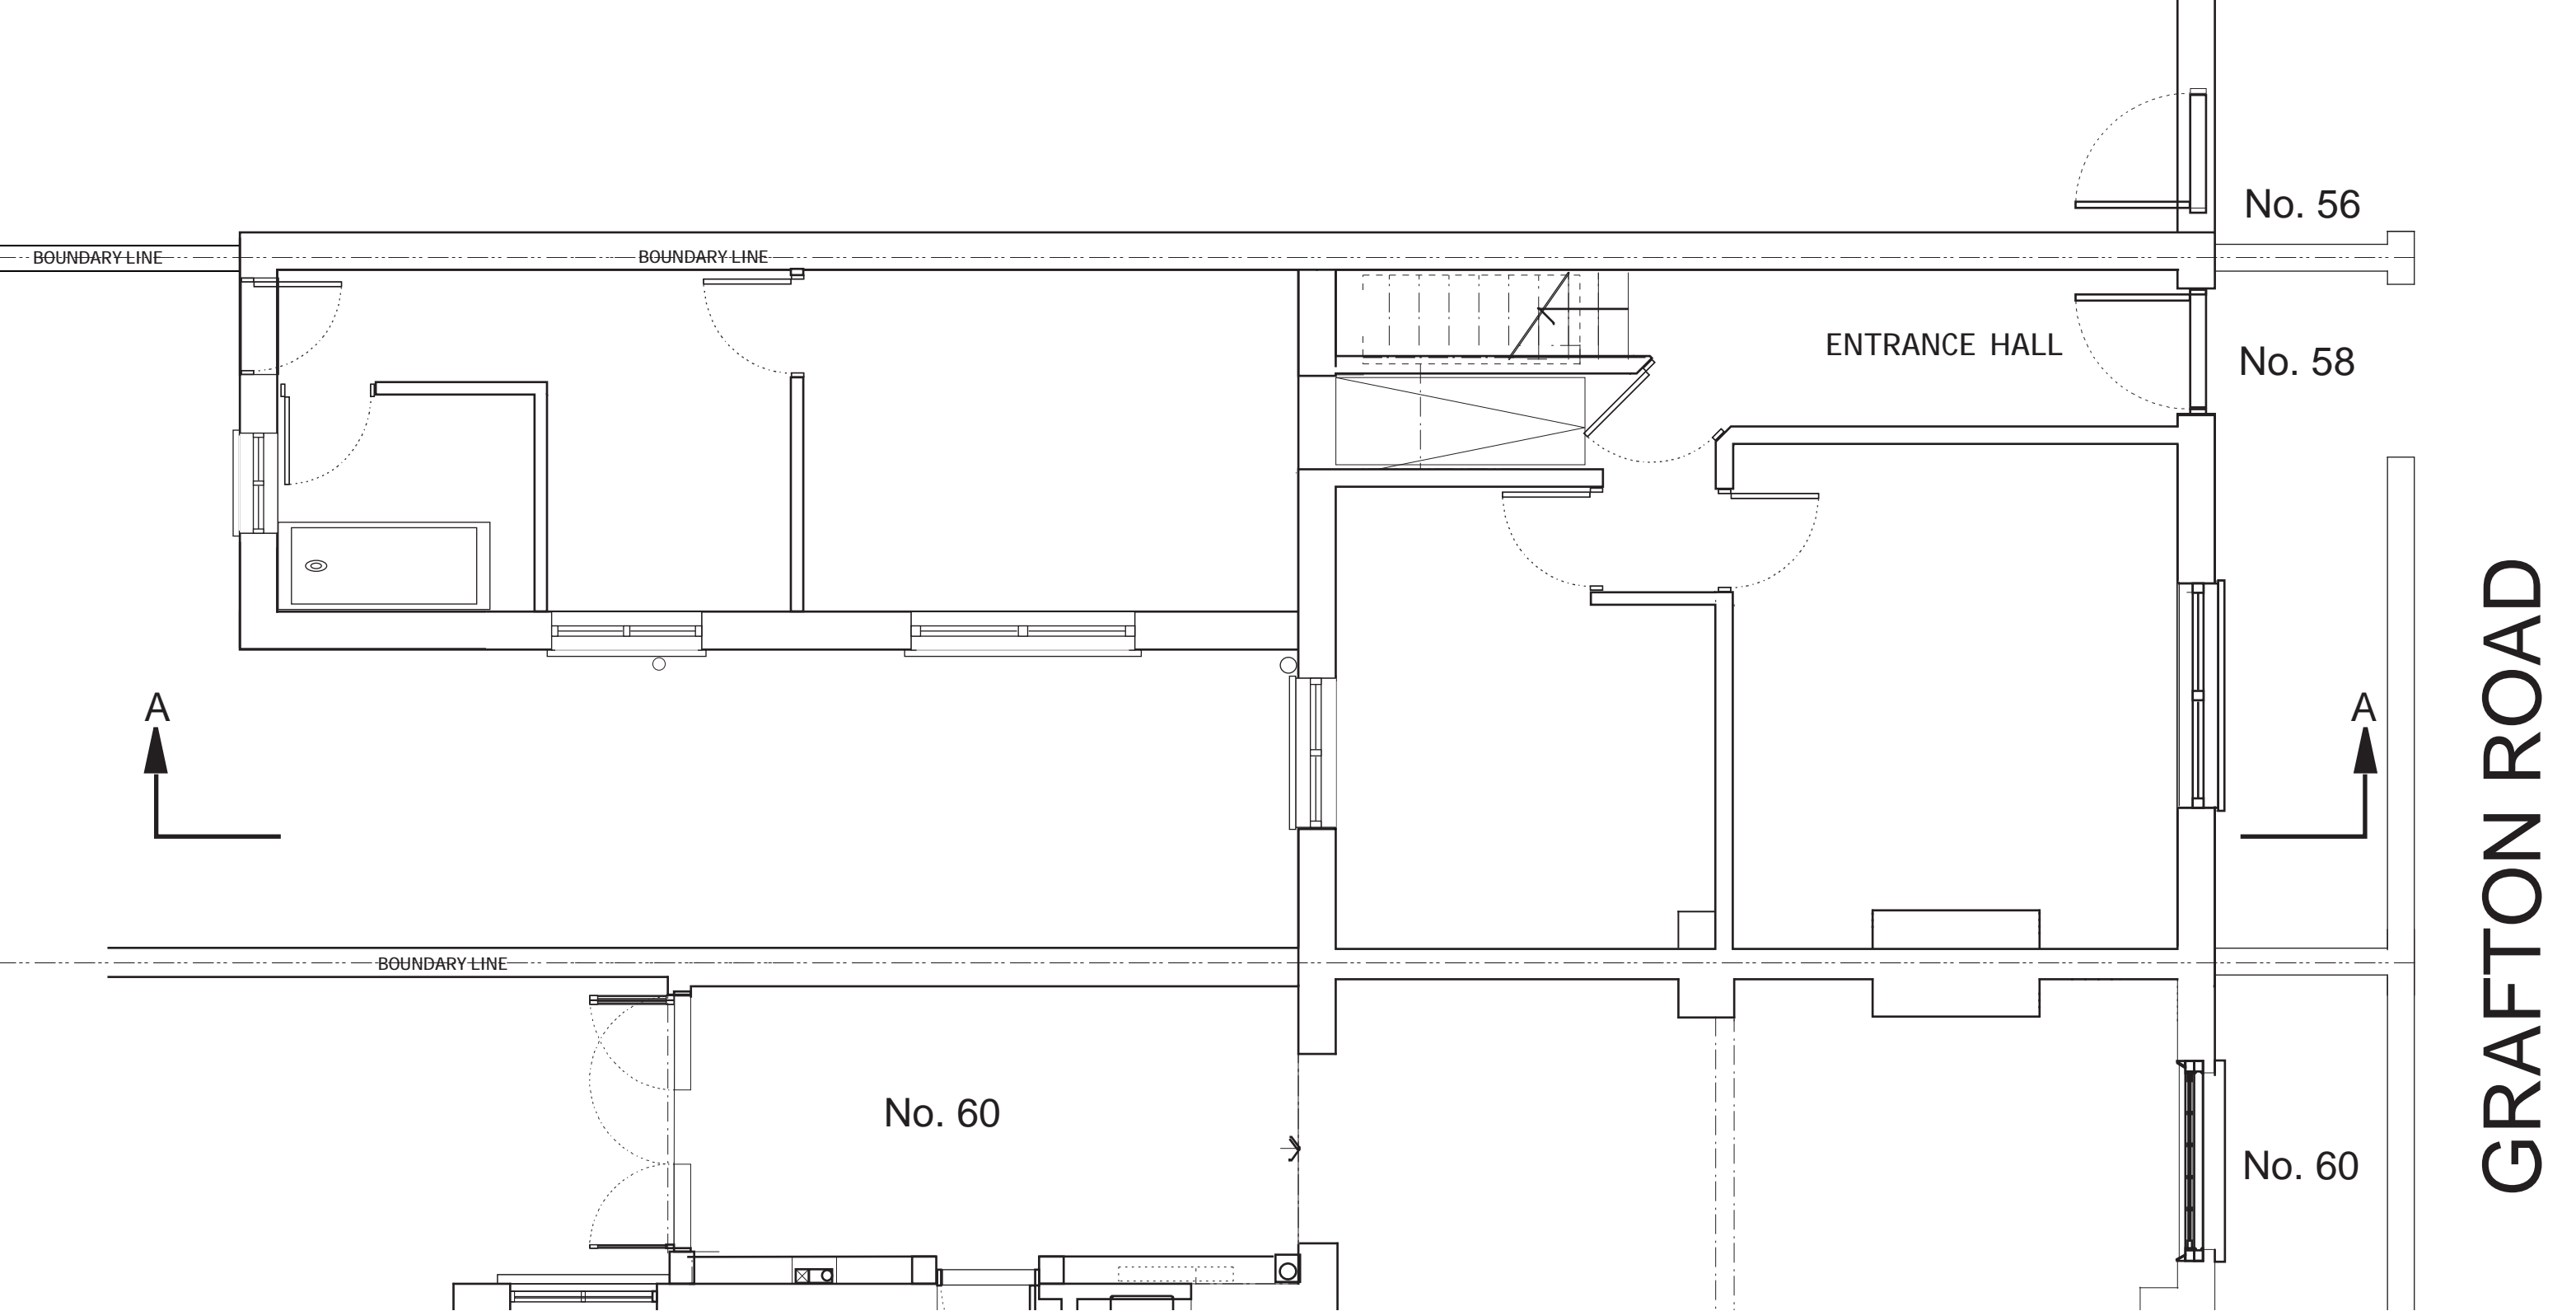 No. 56
BOUNDARY LINE
BOUNDARY LINE
ENTRANCE HALL
No. 58
A
A
GRAFTON ROAD
BOUNDARY LINE
No. 60
No. 60